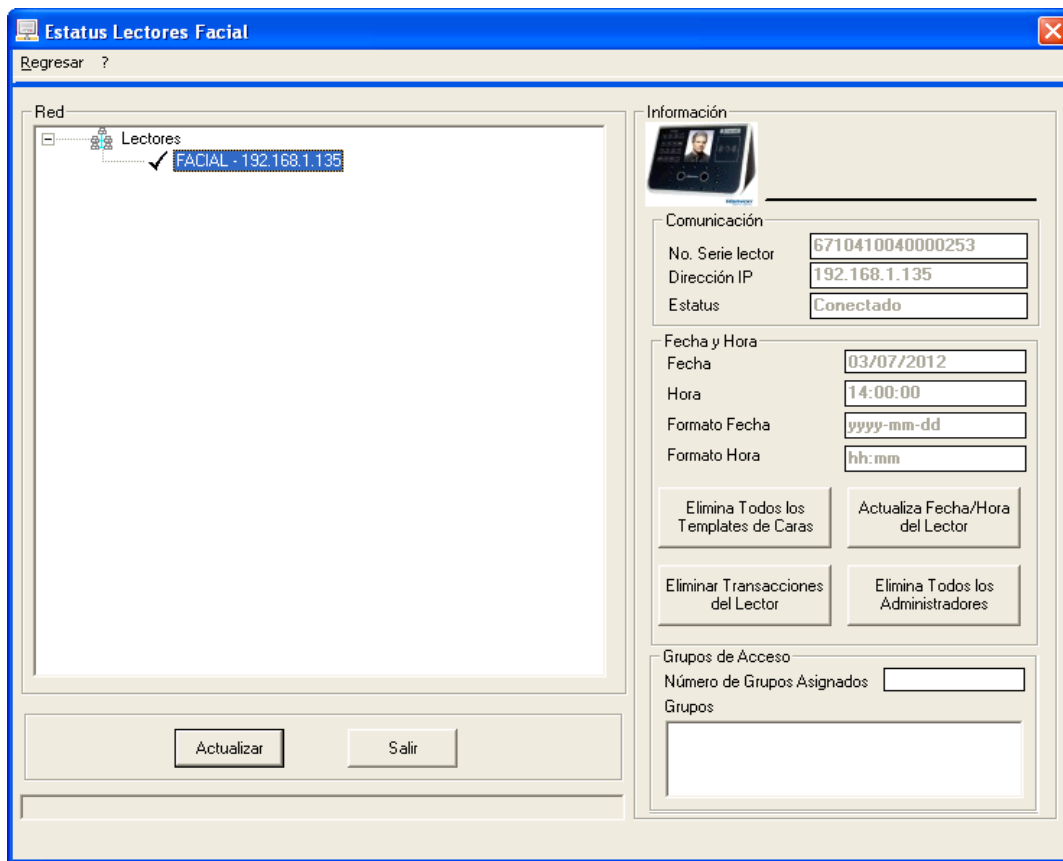 Estatus Lectores Facial
Regresar ?
Red
Lectores
FACIAL - 192.168.1.135
Actualizar
Salir
Información
Comunicación
No. Serie lector 6710410040000253
Dirección IP 192.168.1.135
Estatus Conectado
Fecha y Hora
Fecha 03/07/2012
Hora 14:00:00
Formato Fecha yyyy-mm-dd
Formato Hora hh:mm
Elimina Todos los
Templates de Caras
Actualiza Fecha/Hora
del Lector
Eliminar Transacciones
del Lector
Elimina Todos los
Administradores
Grupos de Acceso
Número de Grupos Asignados
Grupos